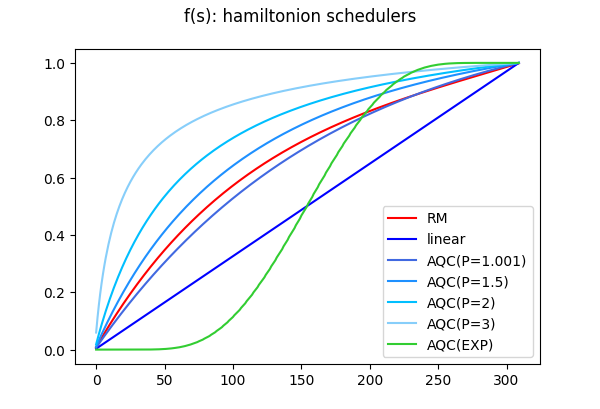 f(s): hamiltonion schedulers
1.0
0.8
0.6
0.4
0.2
0.0
0
50
100
150
200
250
300
RM
linear
AQC(P=1.001)
AQC(P=1.5)
AQC(P=2)
AQC(P=3)
AQC(EXP)